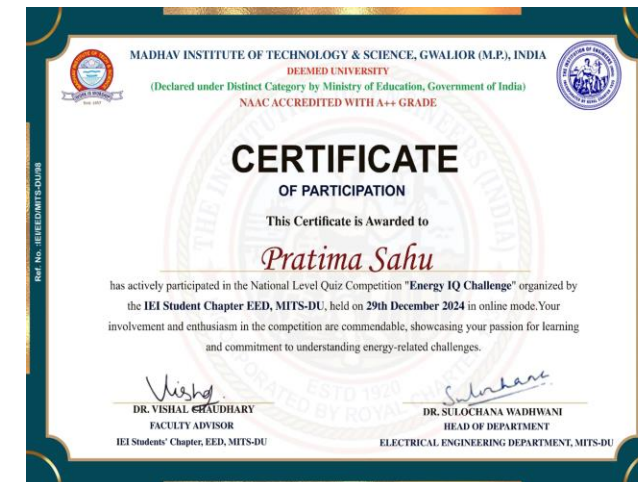 MADHAV INSTITUTE OF TECHNOLOGY & SCIENCE, GWALIOR (M.P.), INDIA
DEEMED UNIVERSITY
(Declared under Distinct Category by Ministry of Education, Government of India)
NAAC ACCREDITED WITH A++ GRADE
CERTIFICATE
OF PARTICIPATION
This Certificate is Awarded to
Pratima Sahu
has actively participated in the National Level Quiz Competition "Energy IQ Challenge" organized by
the IEI Student Chapter EED, MITS-DU, held on 29th December 2024 in online mode.Your
involvement and enthusiasm in the competition are commendable, showcasing your passion for learning
and commitment to understanding energy-related challenges.
DR. VISHAL CHAUDHARY
FACULTY ADVISOR
IEI Students' Chapter, EED, MITS-DU
Sulochana
DR. SULOCHANA WADHWANI
HEAD OF DEPARTMENT
ELECTRICAL ENGINEERING DEPARTMENT, MITS-DU
Ref. No. :IEI/EED/MITS-DU/98
ESTD 1920